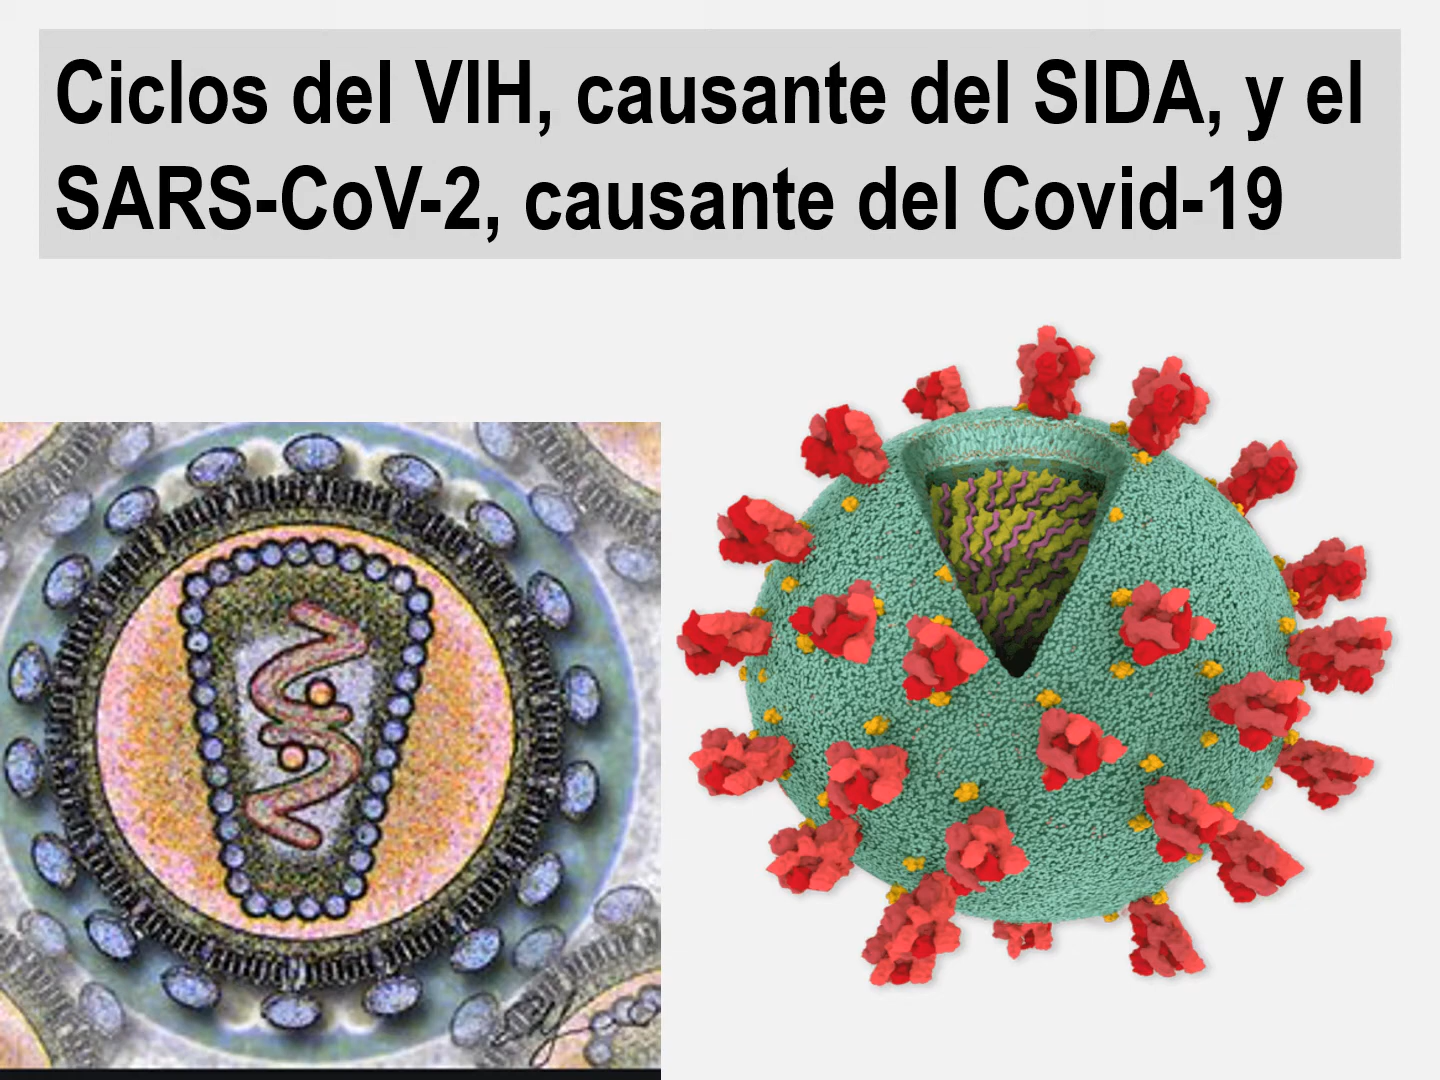 Ciclos del VIH, causante del SIDA, y el
SARS-CoV-2, causante del Covid-19